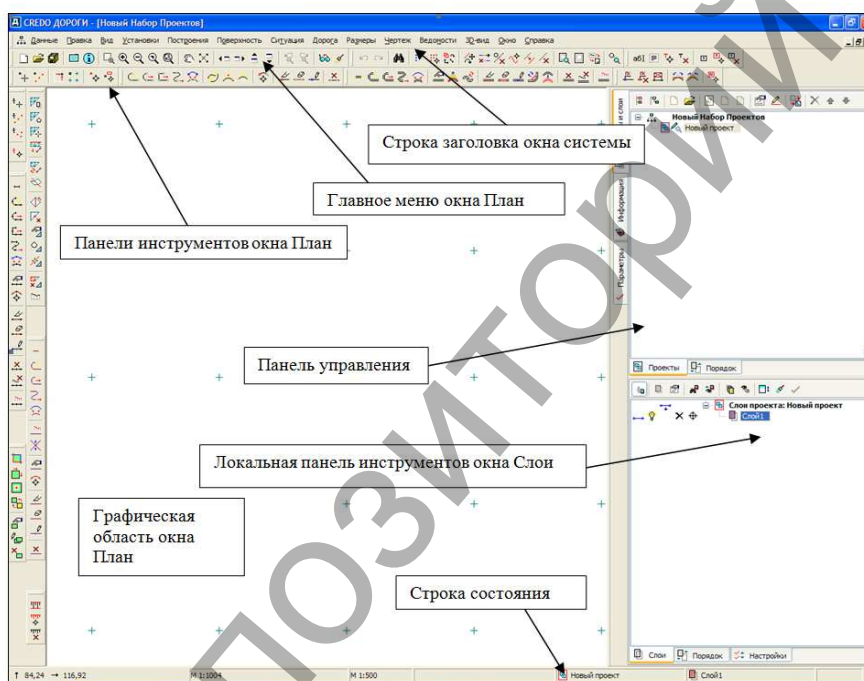 CREDO ДОРОГИ - [Новый Набор Проектов]
Данные Правка Вид Установки Построения Поверхность Ситуация Дорога Размеры Чертеж Ведомости 3D-вид Окно Справка
Новый Набор Проектов
Новый проект
Строка заголовка окна системы
Информация
Главное меню окна План
Панели инструментов окна План
Параметры
Панель управления
Проекты Порядок
Слои проекта: Новый проект
Слой1
Локальная панель инструментов окна Слои
Графическая
область окна
План
Строка состояния
Слои Порядок Настройки
84,24 → 116,92 М 1:1004 М 1:500 Новый проект Слой1